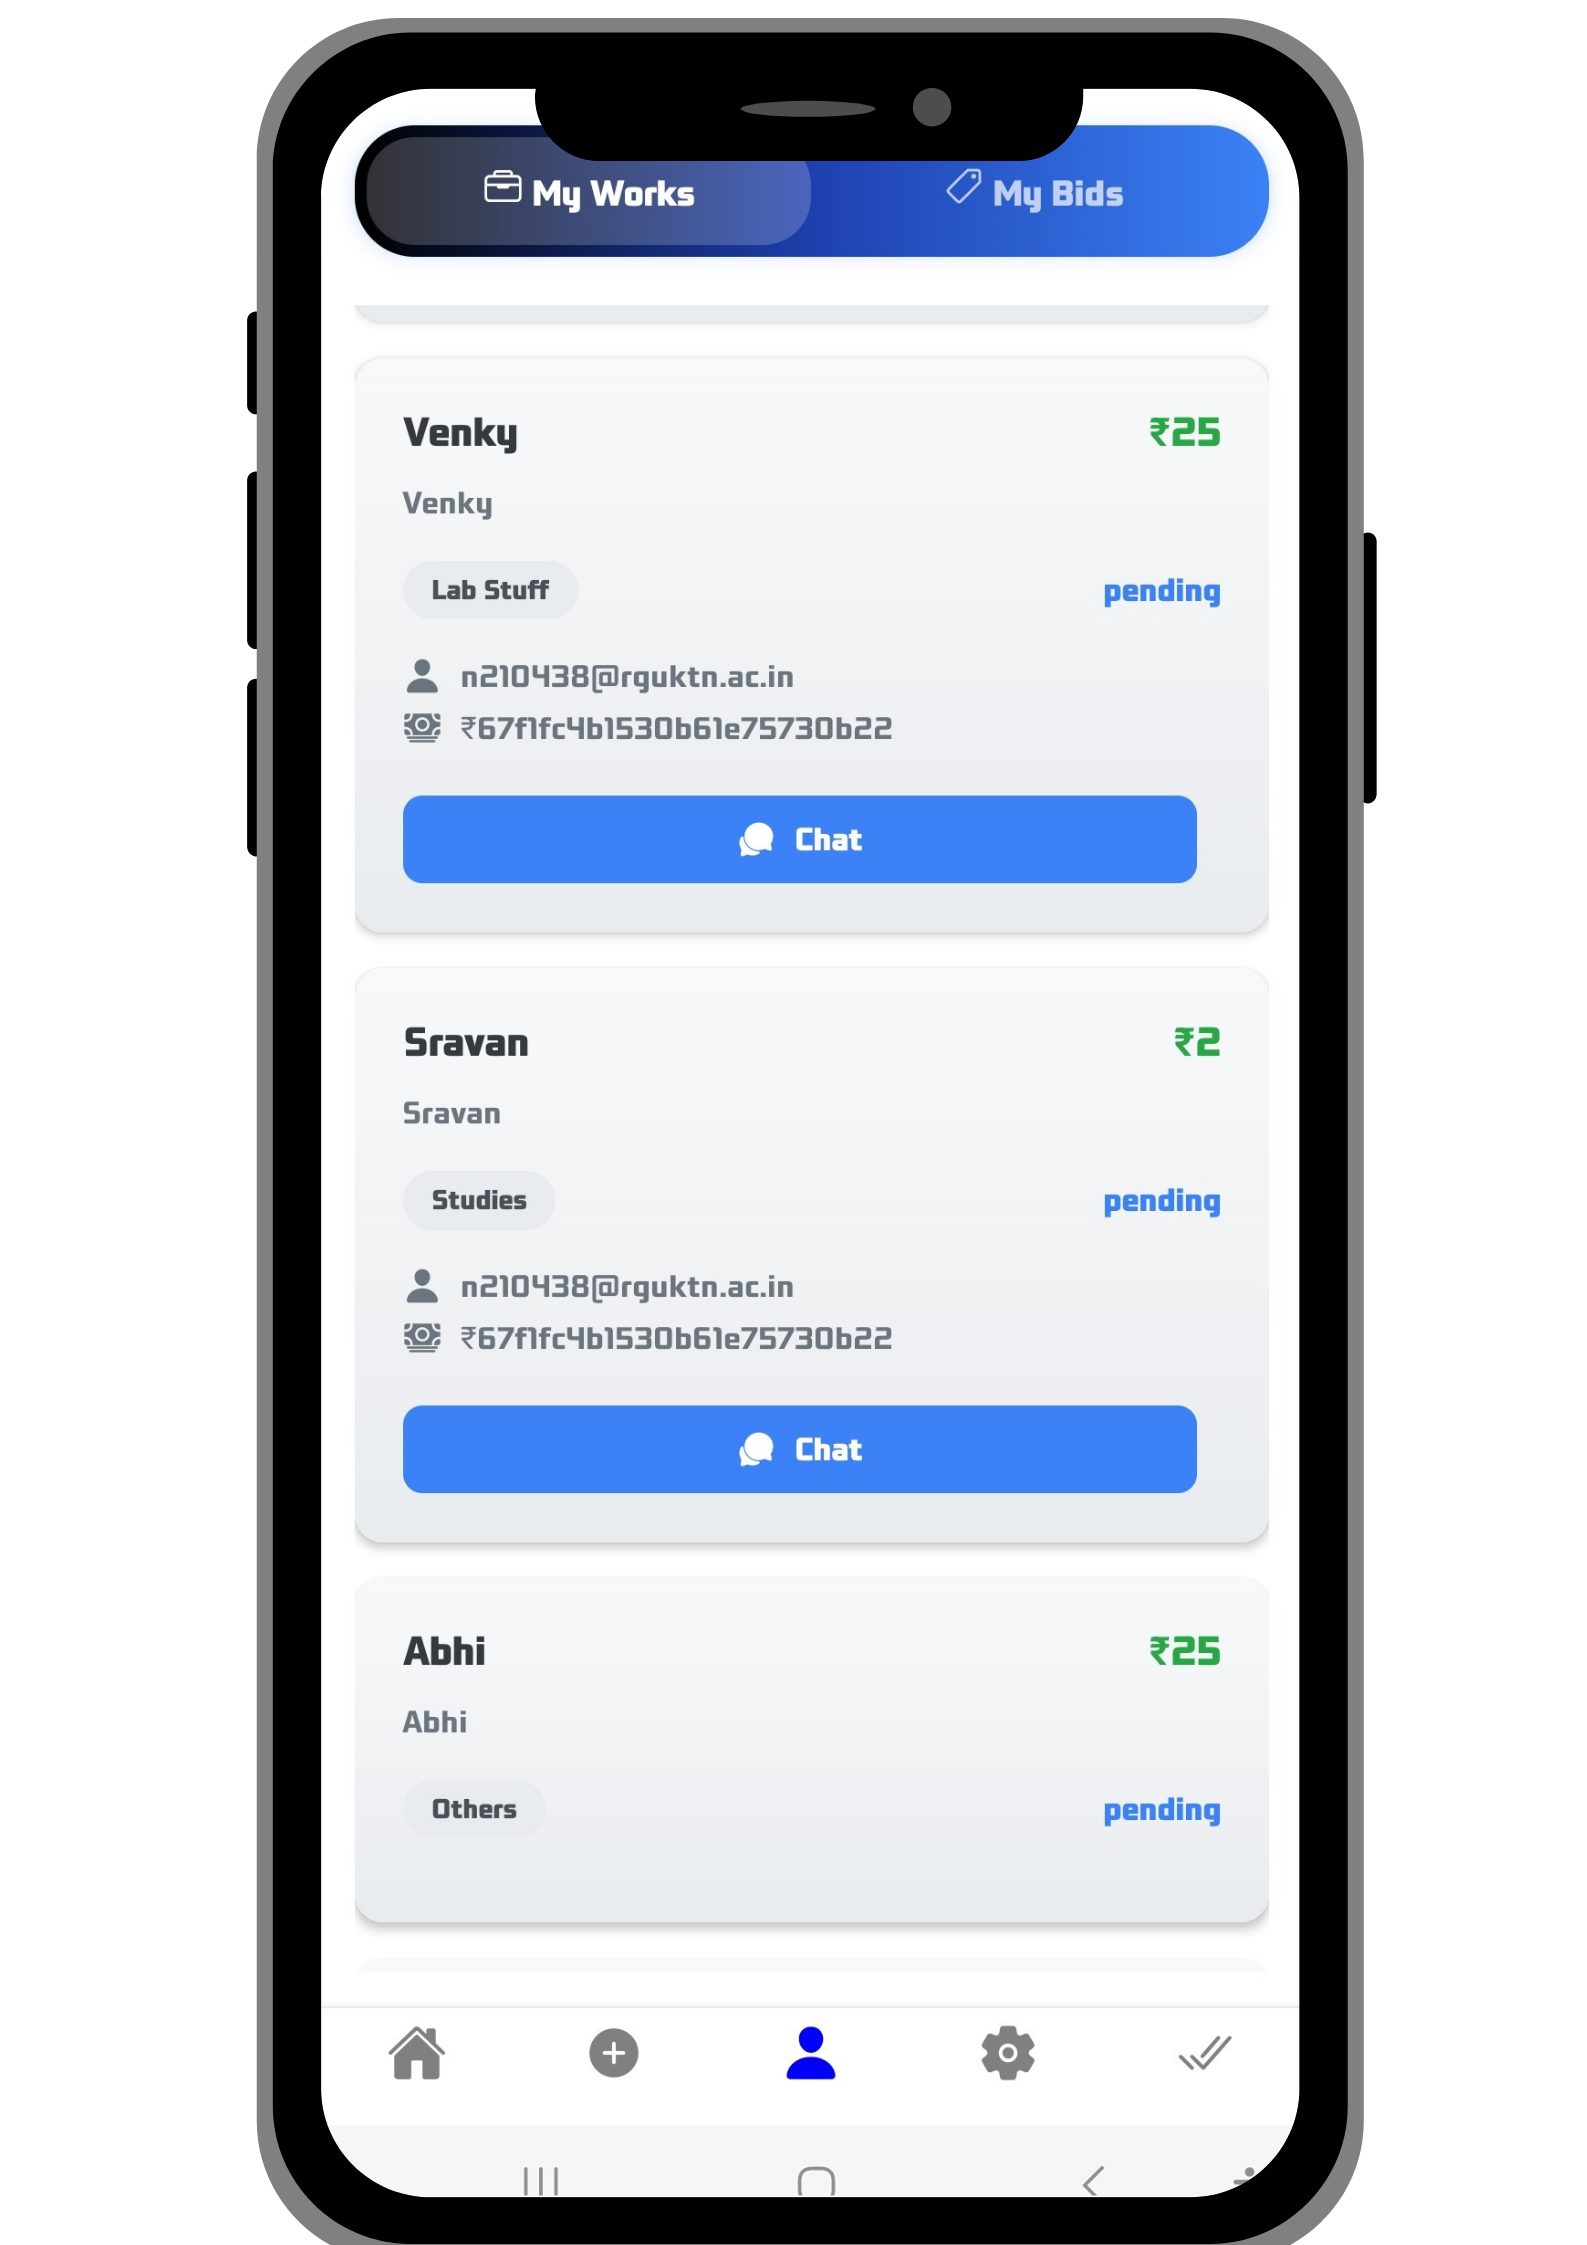 My Works
My Bids
Venky
₹25
Venky
Lab Stuff
pending
n210438@rguktn.ac.in
₹67f1fc4b1530b61e75730b22
Chat
Sravan
₹2
Sravan
Studies
pending
n210438@rguktn.ac.in
₹67f1fc4b1530b61e75730b22
Chat
Abhi
₹25
Abhi
Others
pending